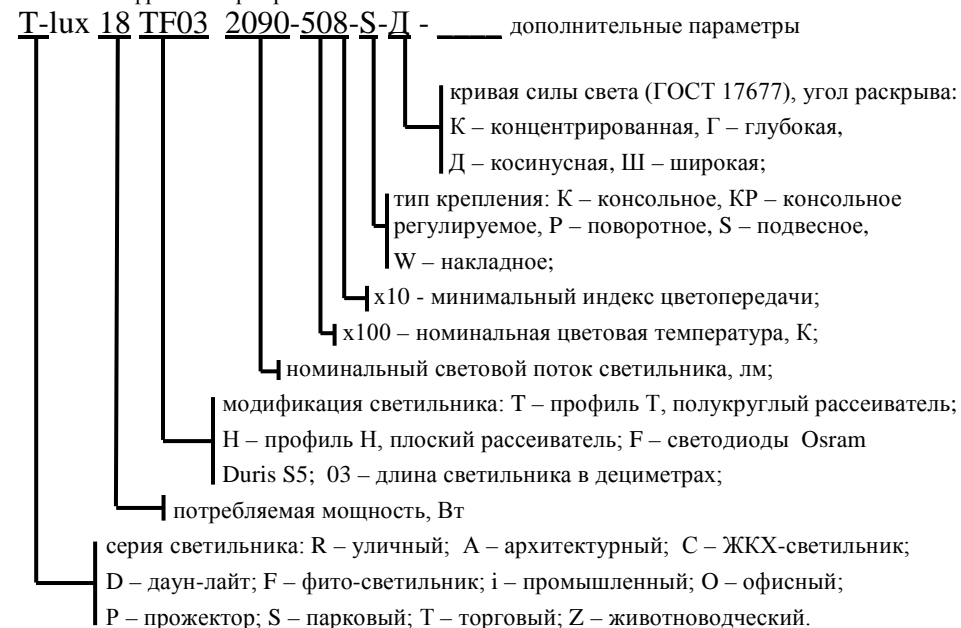 T-lux 18 TF03 2090-508-S-Д - ____ дополнительные параметры
кривая силы света (ГОСТ 17677), угол раскрыва:
К – концентрированная, Г – глубокая,
Д – косинусная, Ш – широкая;
тип крепления: К – консольное, КР – консольное
регулируемое, Р – поворотное, S – подвесное,
W – накладное;
х10 - минимальный индекс цветопередачи;
х100 – номинальная цветовая температура, К;
номинальный световой поток светильника, лм;
модификация светильника: Т – профиль Т, полукруглый рассеиватель;
Н – профиль Н, плоский рассеиватель; F – светодиоды Osram
Duris S5; 03 – длина светильника в дециметрах;
потребляемая мощность, Вт
серия светильника: R – уличный; A – архитектурный; С – ЖКХ-светильник;
D – даун-лайт; F – фито-светильник; i – промышленный; O – офисный;
P – прожектор; S – парковый; T – торговый; Z – животноводческий.